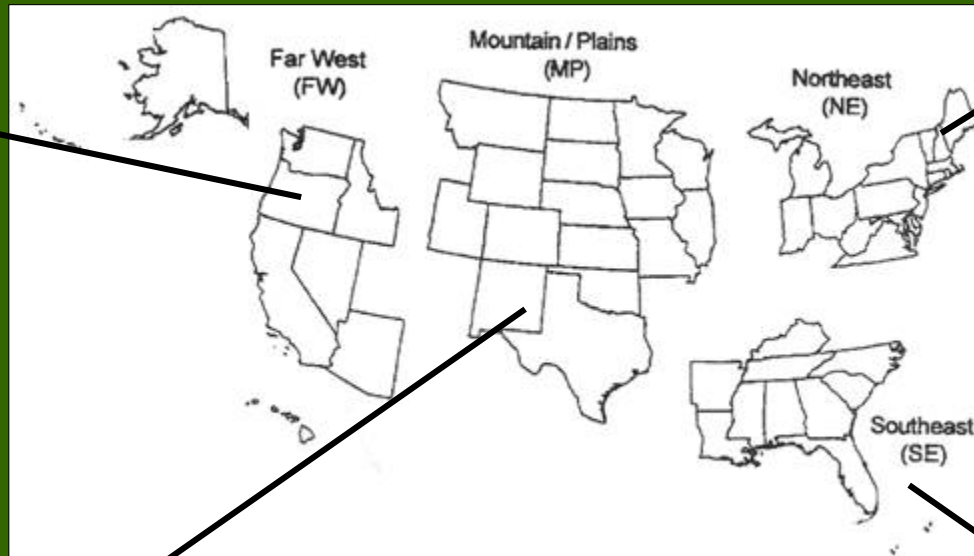 Far West
(FW)
Mountain / Plains
(MP)
Northeast
(NE)
Southeast
(SE)